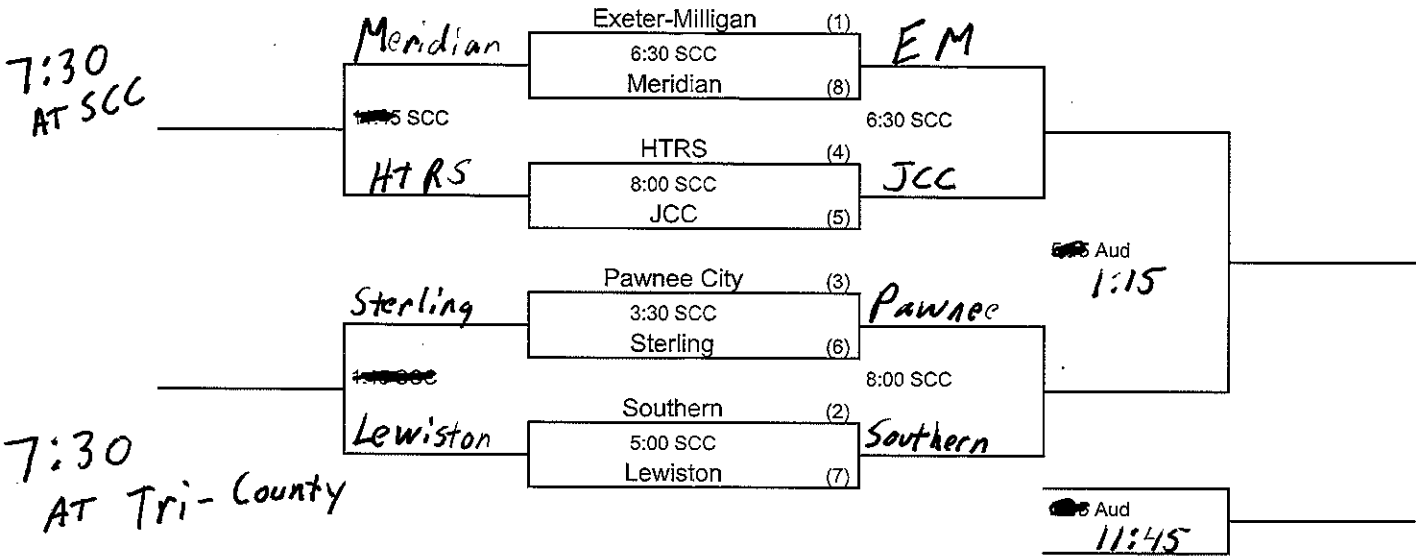 Exeter-Milligan (1)
Meridian
6:30 SCC
EM
7:30
AT SCC
Meridian (8)
SCC
6:30 SCC
HTRS (4)
HTRS
8:00 SCC
JCC
JCC (5)
Aud
1:15
Pawnee City (3)
Sterling
3:30 SCC
Pawnee
Sterling (6)
8:00 SCC
Southern (2)
Lewiston
5:00 SCC
Southern
Lewiston (7)
7:30
AT Tri-County
Aud
11:45